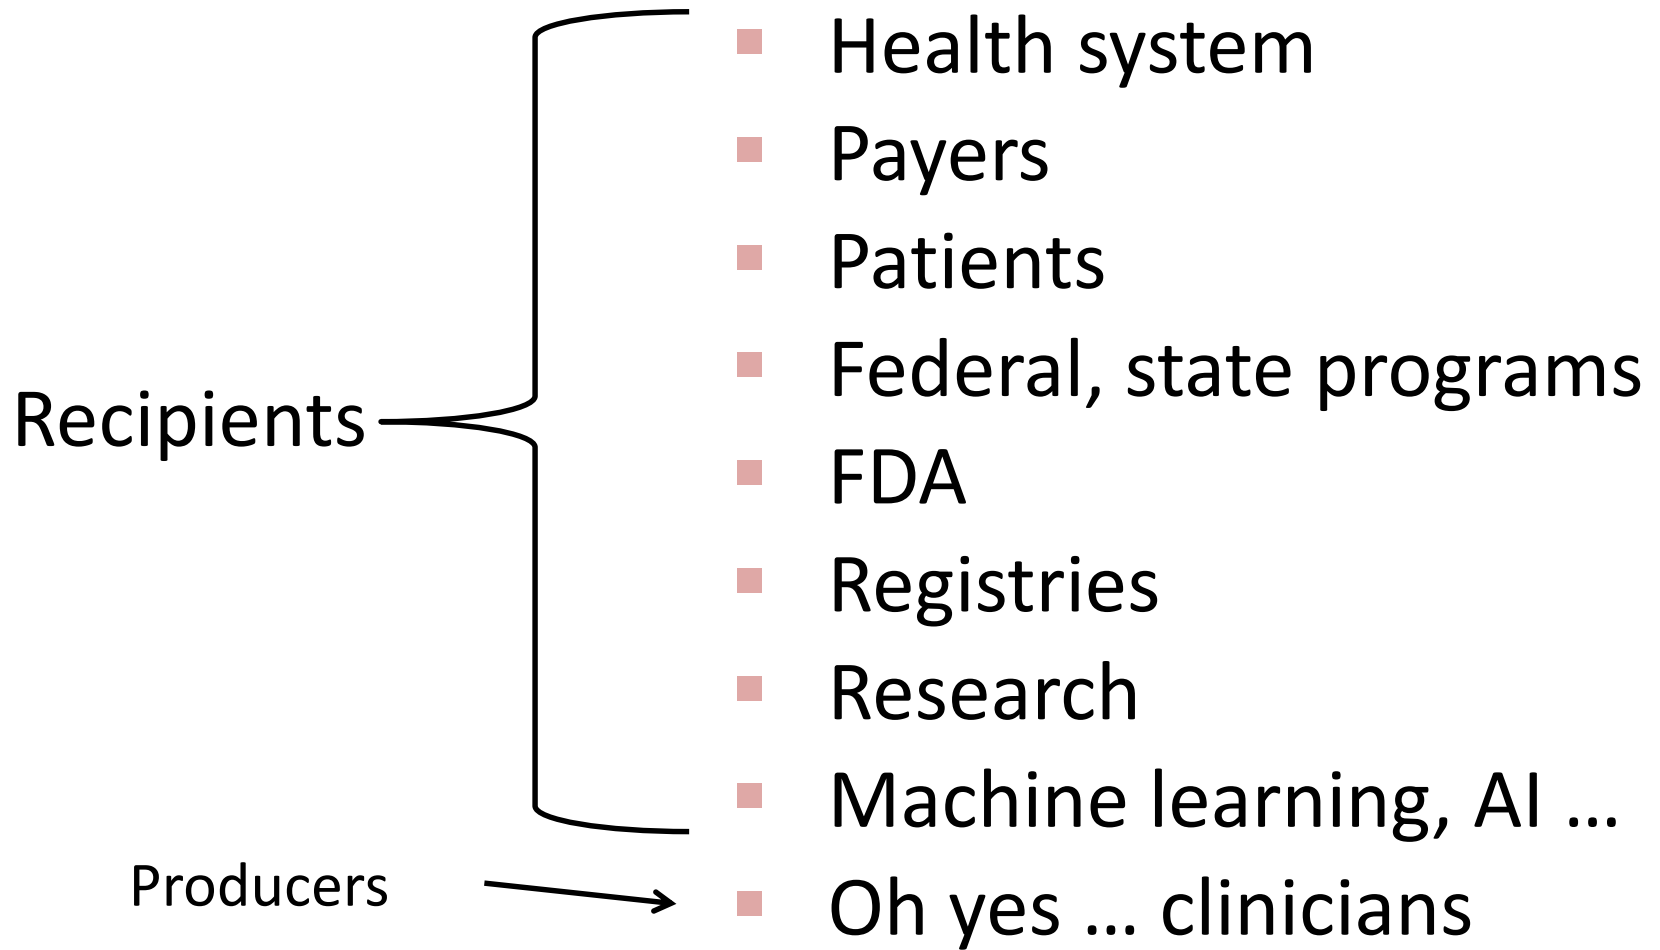 Health system
Payers
Patients
Federal, state programs
Recipients
FDA
Registries
Research
Machine learning, AI ...
Producers
Oh yes ... clinicians